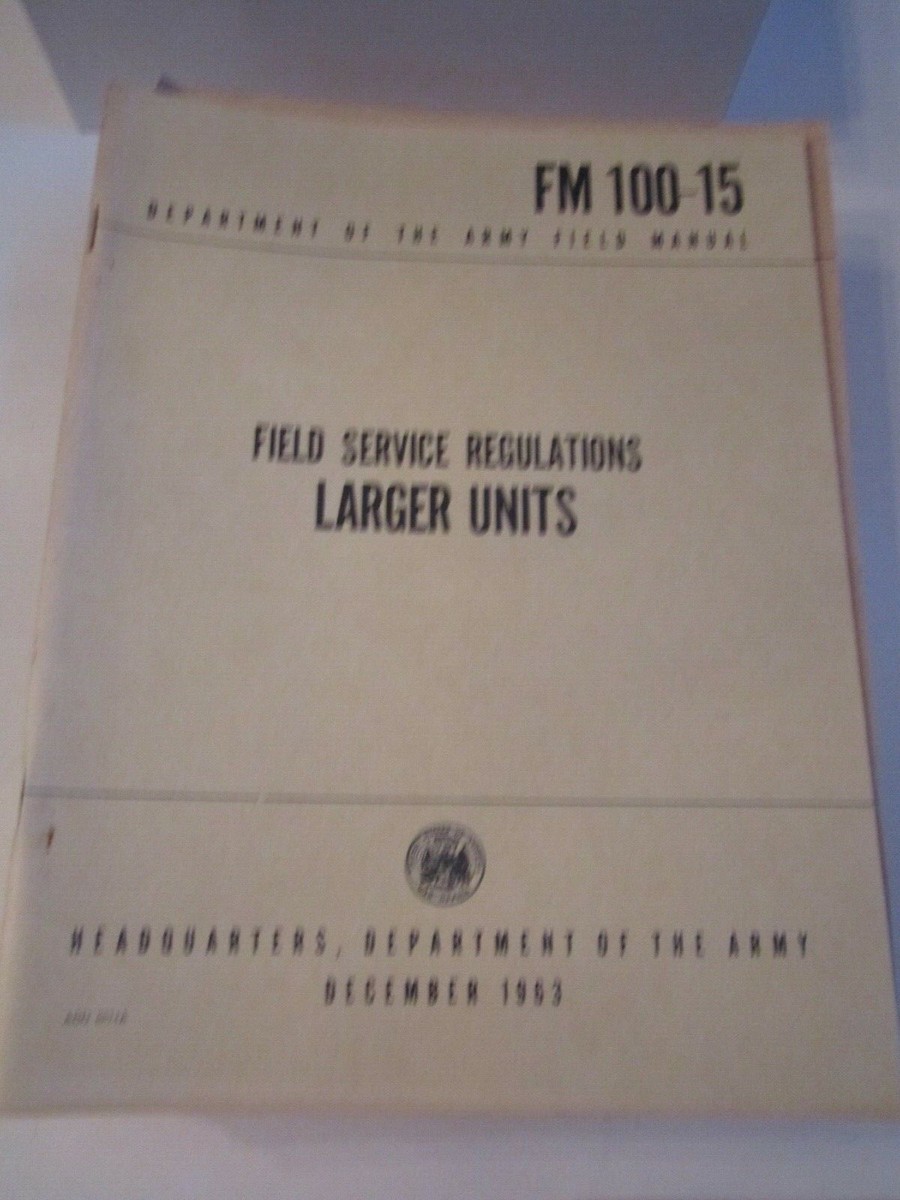 FM 100-15
DEPARTMENT OF THE ARMY FIELD MANUAL
FIELD SERVICE REGULATIONS
LARGER UNITS
HEADQUARTERS, DEPARTMENT OF THE ARMY
DECEMBER 1963